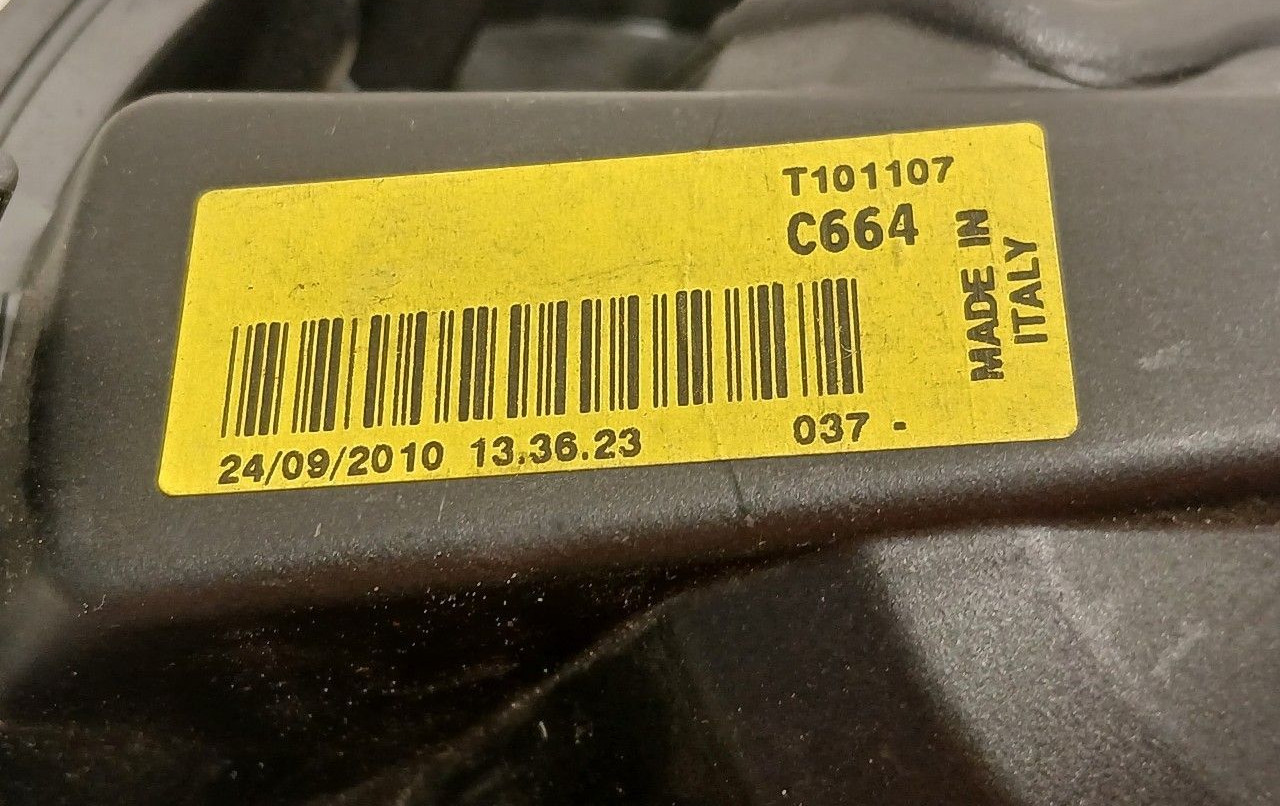 T101107
C664
MADE IN
ITALY
24/09/2010 13.36.23 037 -